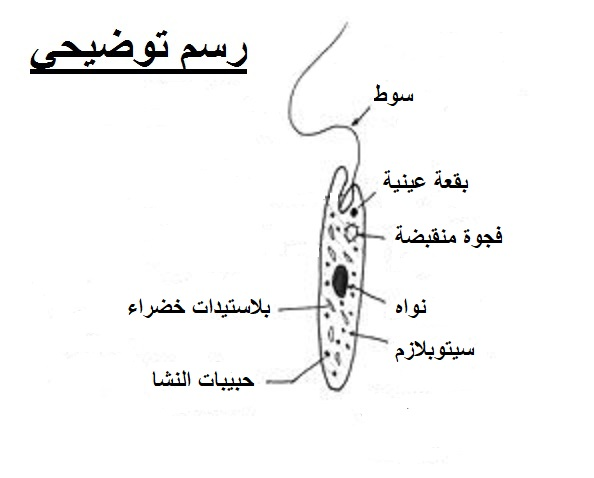 رسم توضيحي
سوط
بقعة عينية
فجوة منقبضة
نواه
بلاستيدات خضراء
سيتوبلازم
حبيبات النشا